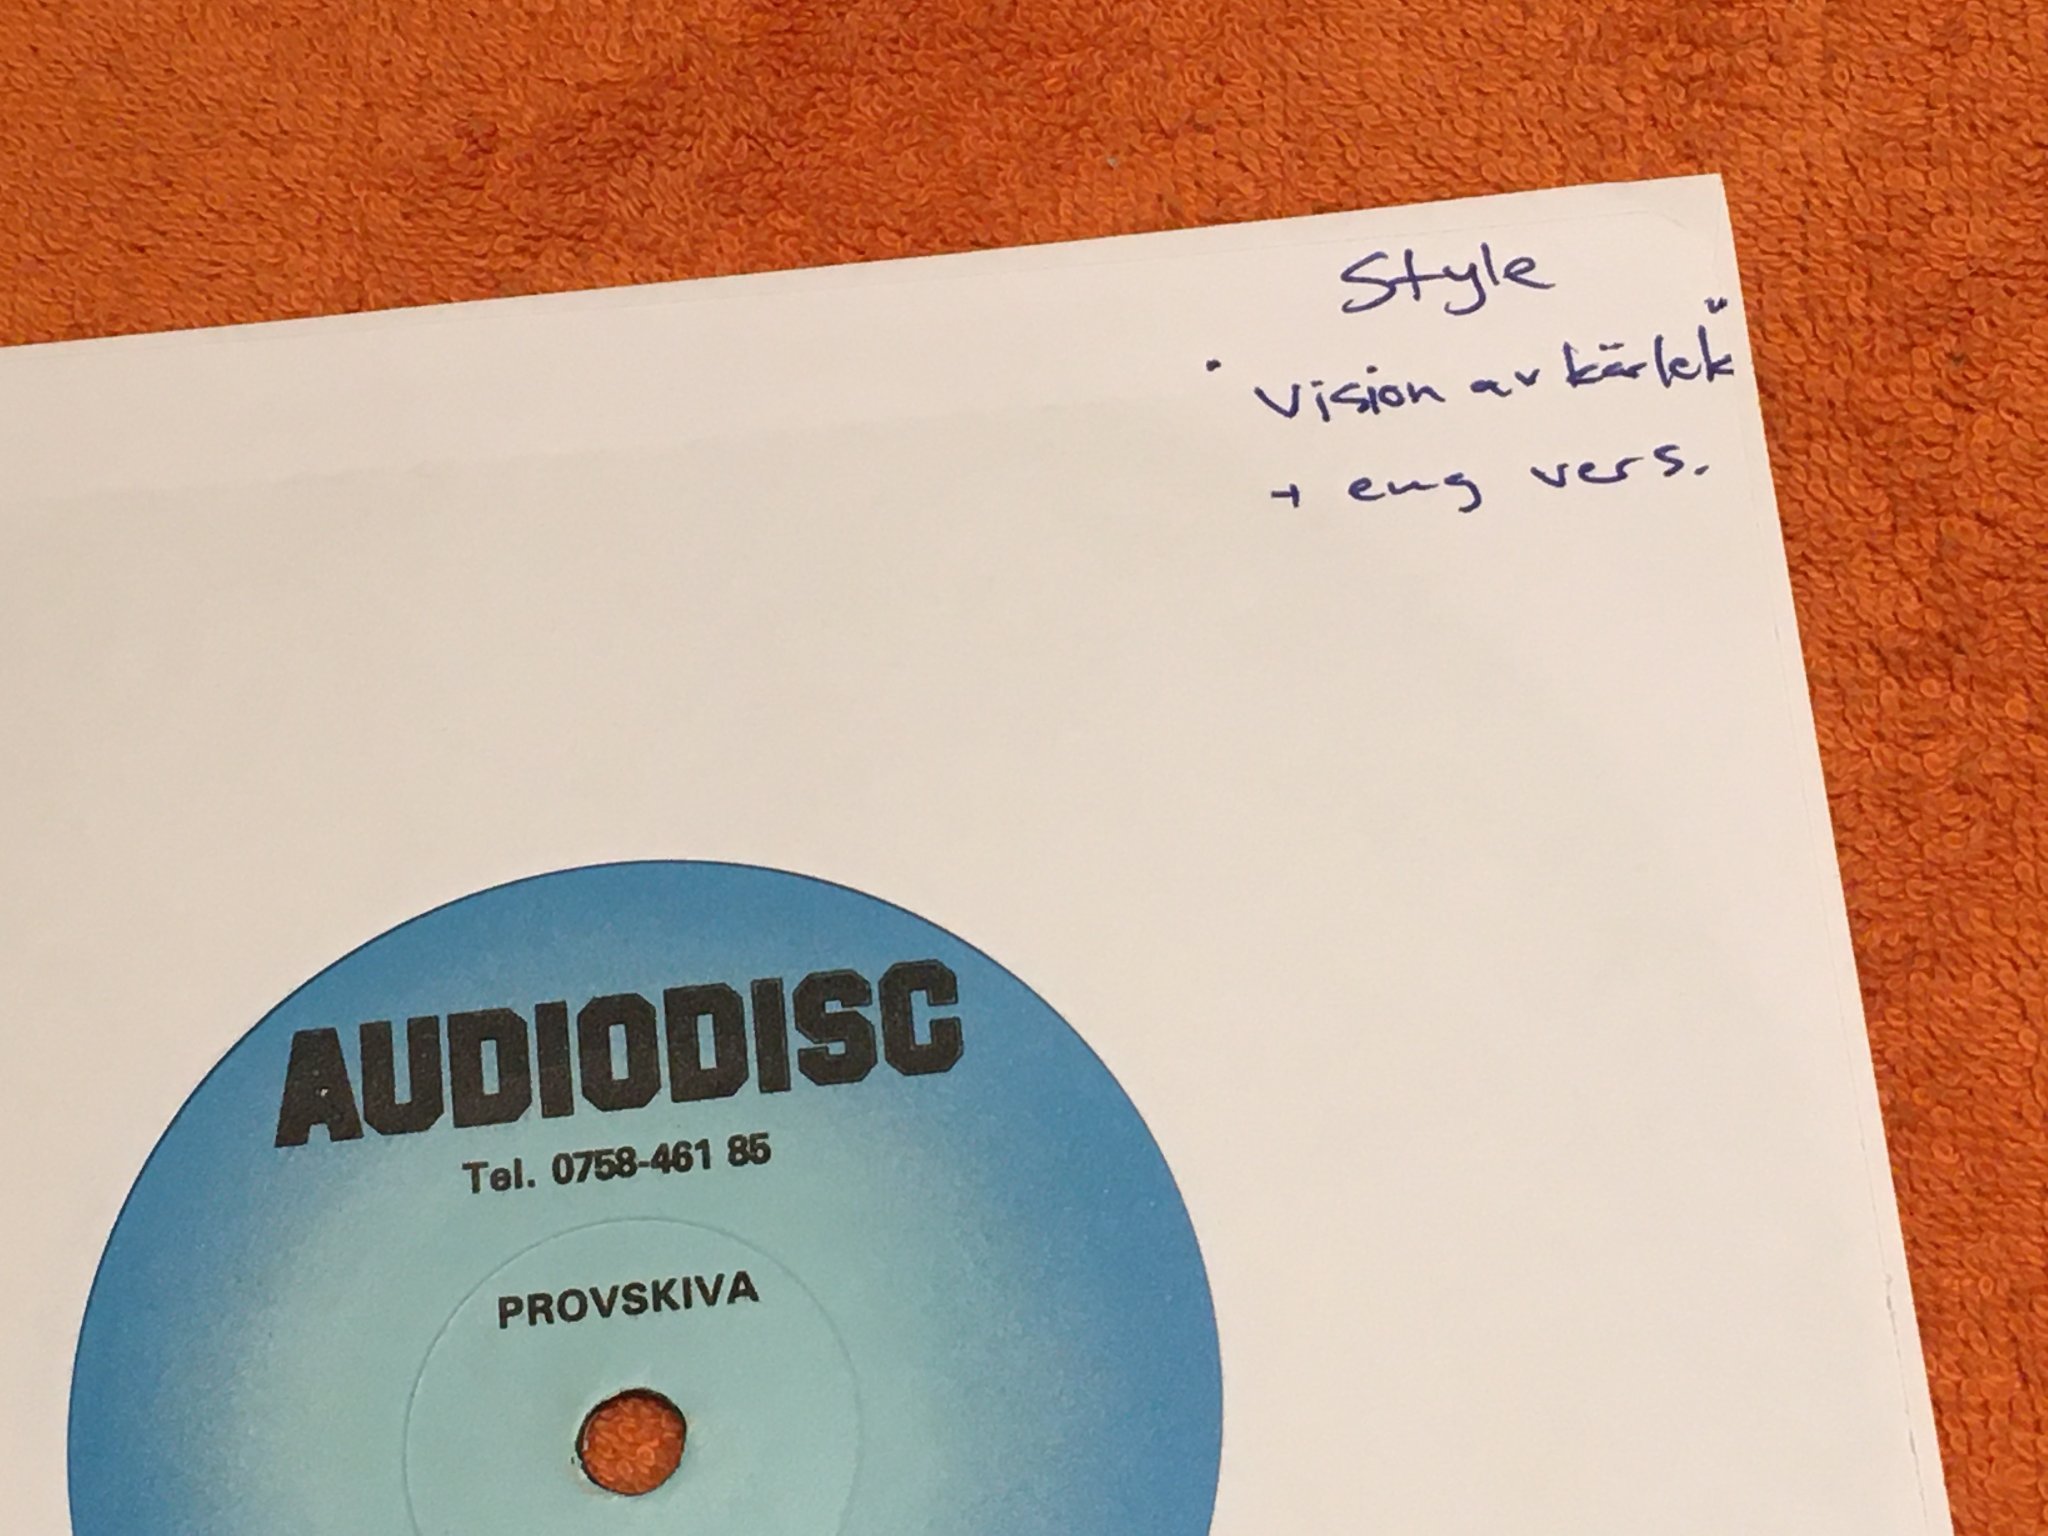 Style
"Vision av kärlek"
+ eng vers.
AUDIODISC
Tel. 0758-461 85
PROVSKIVA